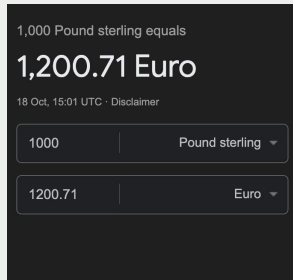 1,000 Pound sterling equals
1,200.71 Euro
18 Oct, 15:01 UTC · Disclaimer
1000 Pound sterling
1200.71 Euro